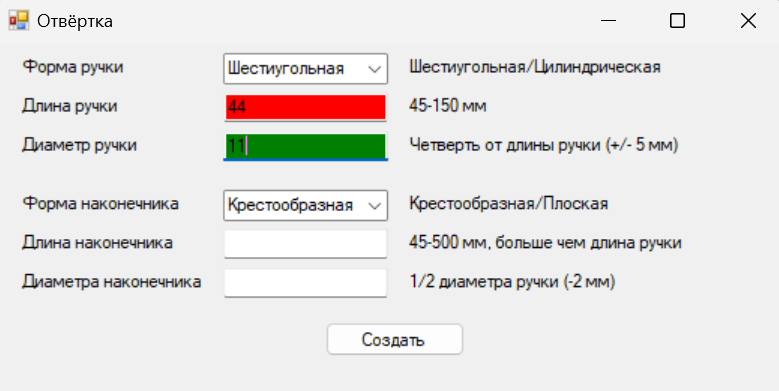 Отвёртка
Форма ручки Шестиугольная Шестиугольная/Цилиндрическая
Длина ручки 44 45-150 мм
Диаметр ручки 11 Четверть от длины ручки (+/- 5 мм)
Форма наконечника Крестообразная Крестообразная/Плоская
Длина наконечника 45-500 мм, больше чем длина ручки
Диаметра наконечника 1/2 диаметра ручки (-2 мм)
Создать